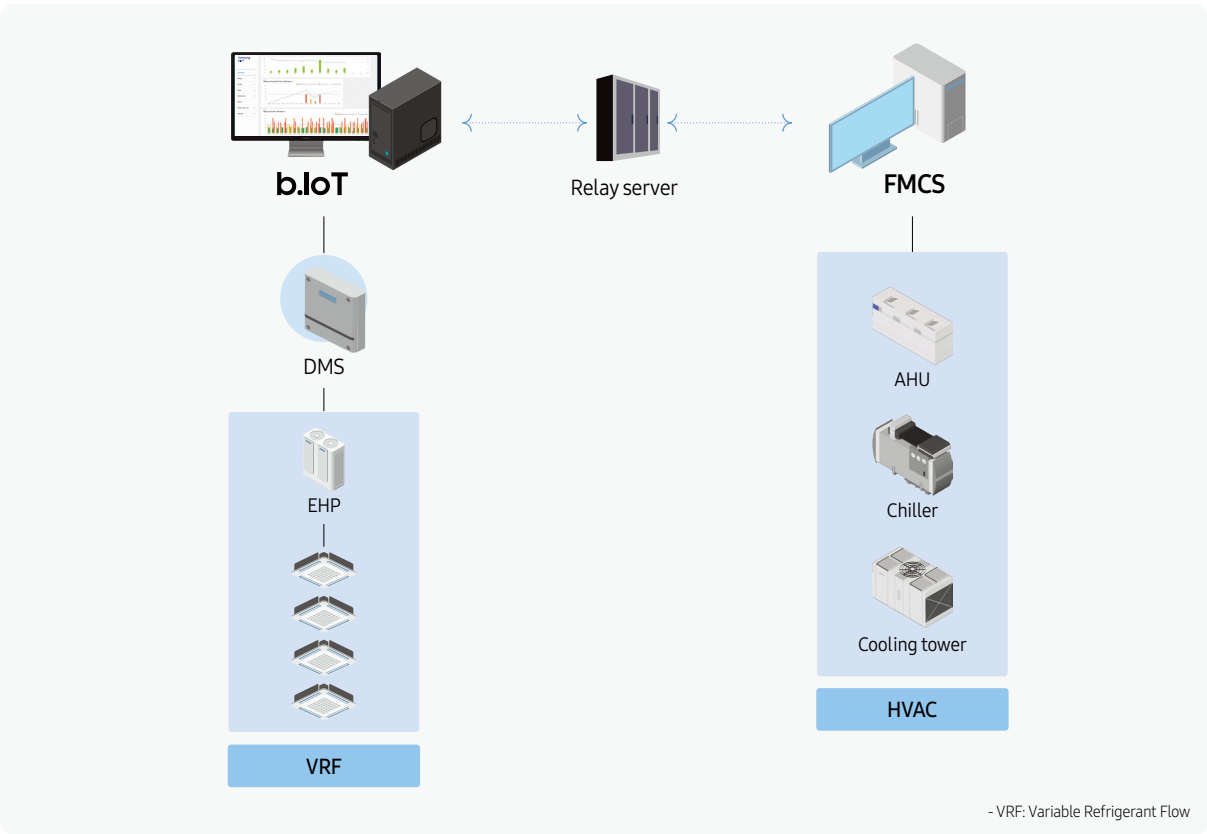 b.IoT
Relay server
FMCS
DMS
EHP
VRF
AHU
Chiller
Cooling tower
HVAC
- VRF: Variable Refrigerant Flow